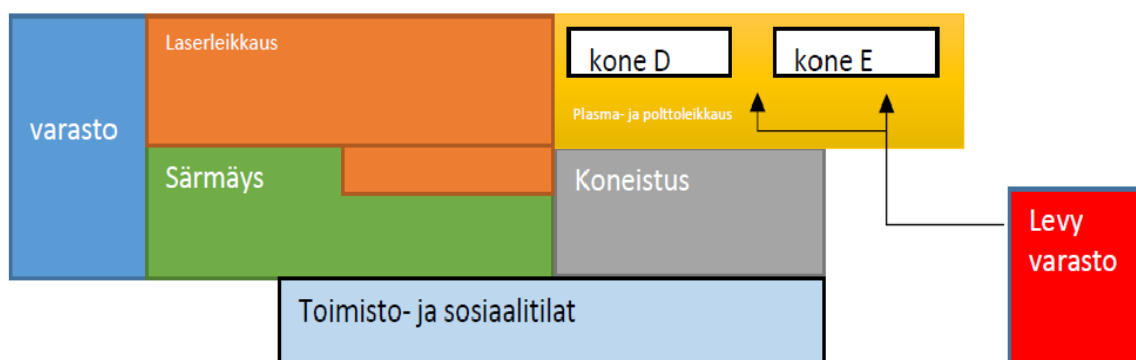 Laserleikkaus
kone D
kone E
varasto
Plasma- ja polttoleikkaus
Särmäys
Koneistus
Levy
varasto
Toimisto- ja sosiaalitilat